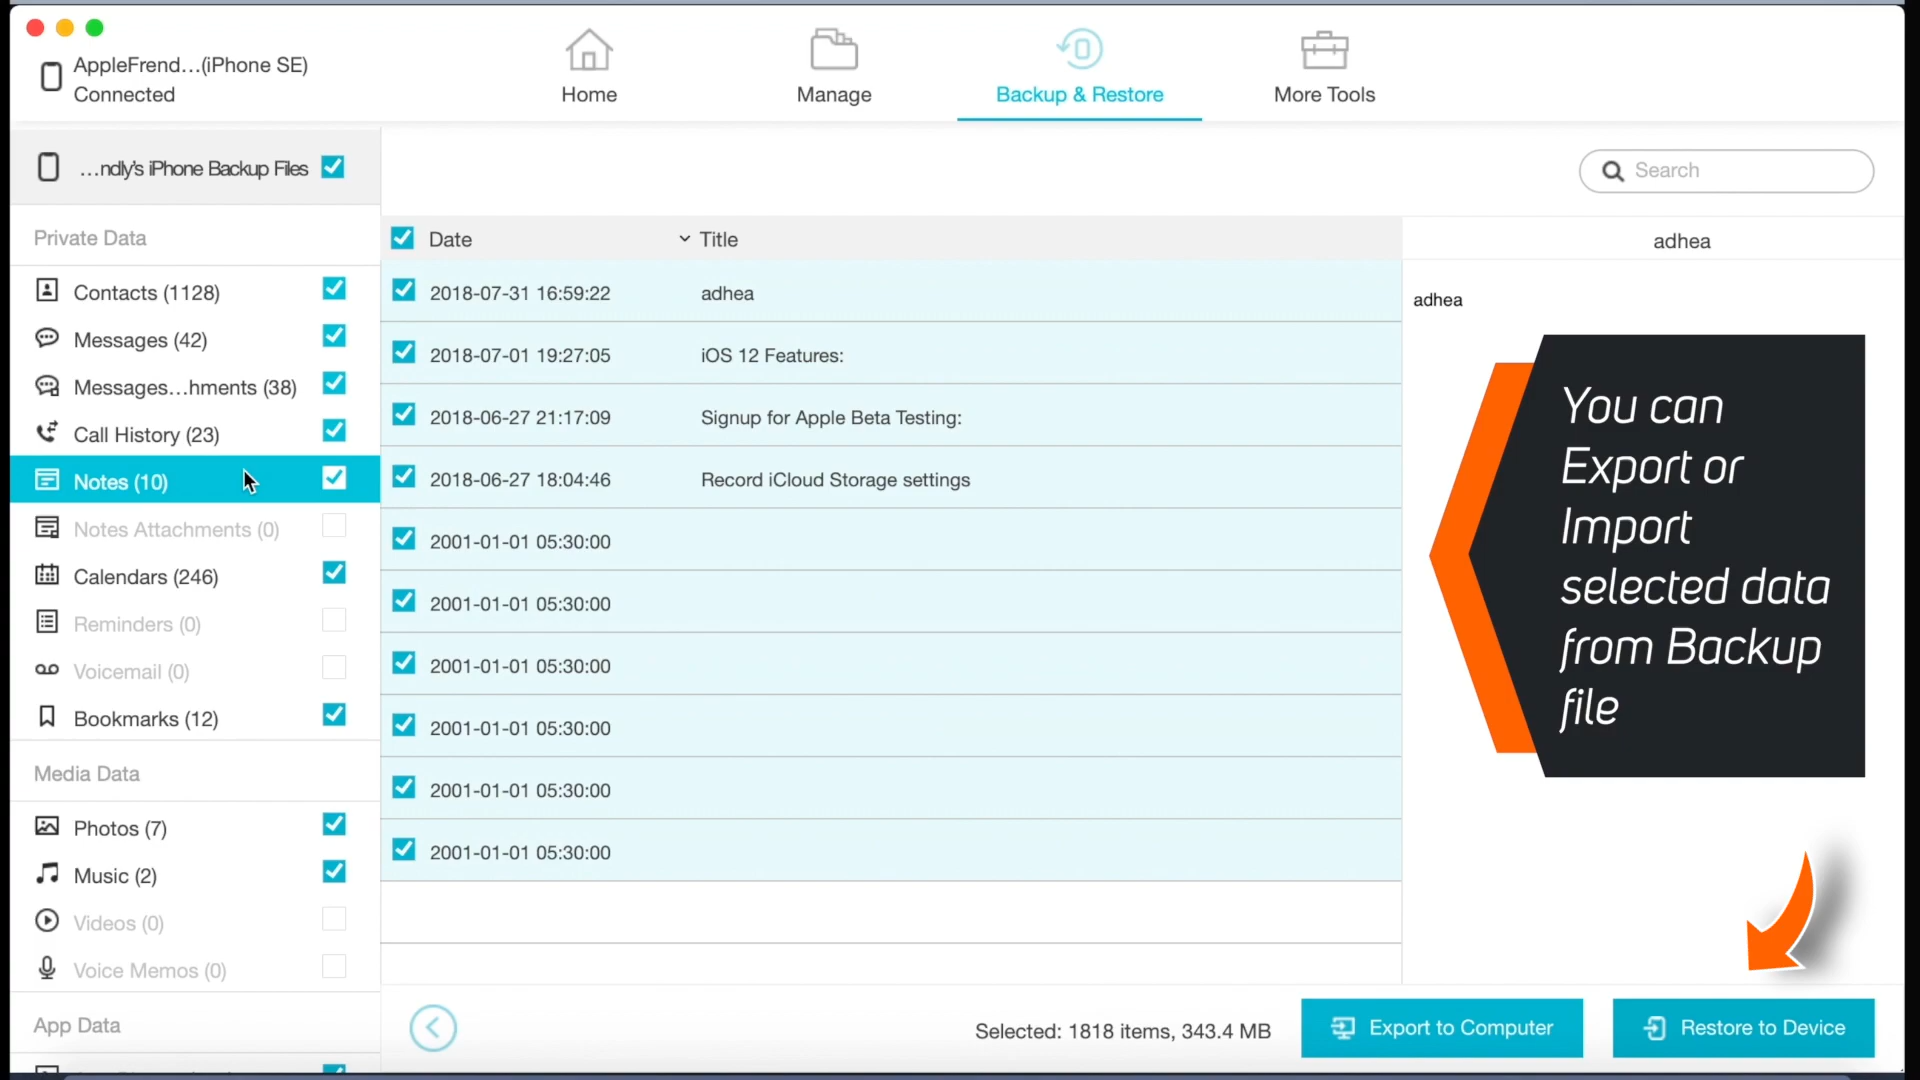 AppleFrend...(iPhone SE)
Connected
Home
Manage
Backup & Restore
More Tools
...ndly's iPhone Backup Files
Search
Private Data
Contacts (1128)
Messages (42)
Messages...hments (38)
Call History (23)
Notes (10)
Notes Attachments (0)
Calendars (246)
Reminders (0)
Voicemail (0)
Bookmarks (12)
Media Data
Photos (7)
Music (2)
Videos (0)
Voice Memos (0)
App Data
Date Title
2018-07-31 16:59:22 adhea
2018-07-01 19:27:05 iOS 12 Features:
2018-06-27 21:17:09 Signup for Apple Beta Testing:
2018-06-27 18:04:46 Record iCloud Storage settings
2001-01-01 05:30:00
2001-01-01 05:30:00
2001-01-01 05:30:00
2001-01-01 05:30:00
2001-01-01 05:30:00
2001-01-01 05:30:00
adhea
adhea
You can
Export or
Import
selected data
from Backup
file
Selected: 1818 items, 343.4 MB
Export to Computer
Restore to Device